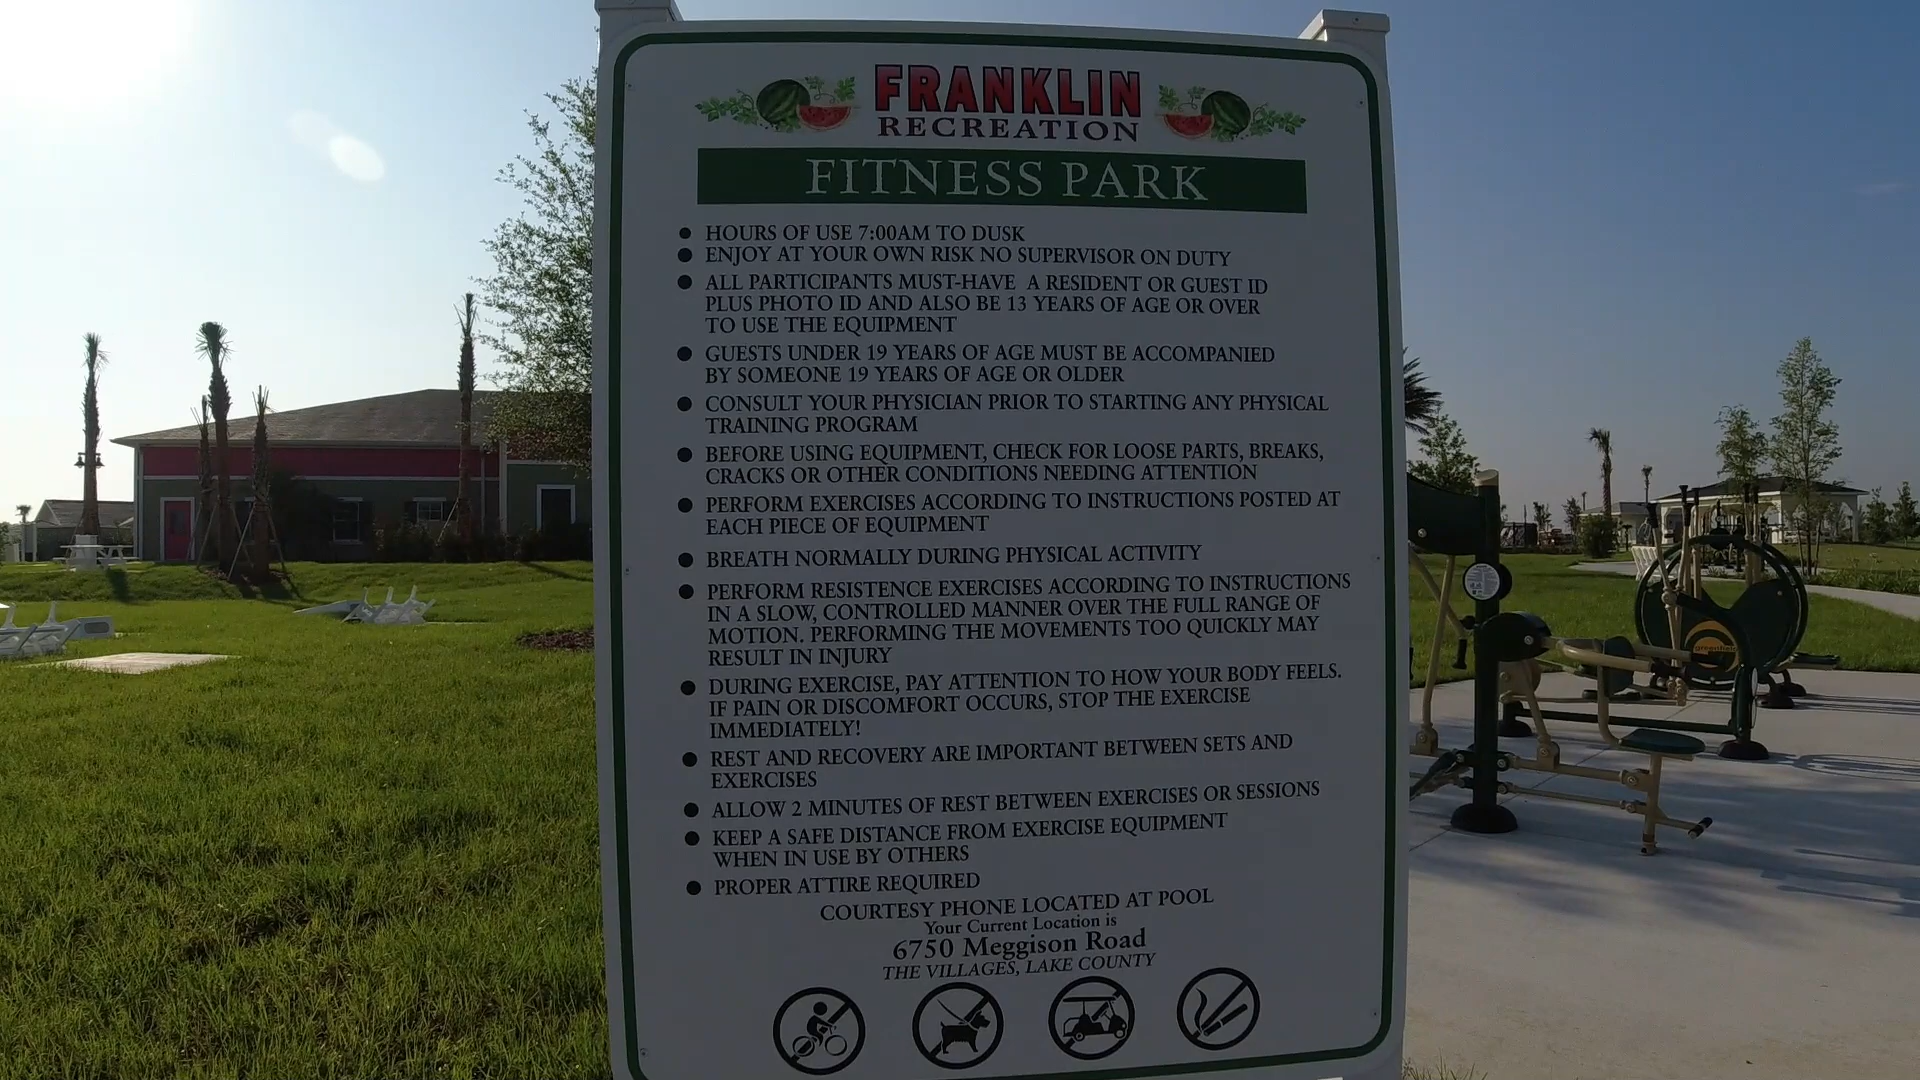 FRANKLIN
RECREATION
FITNESS PARK
● HOURS OF USE 7:00AM TO DUSK
● ENJOY AT YOUR OWN RISK NO SUPERVISOR ON DUTY
● ALL PARTICIPANTS MUST-HAVE A RESIDENT OR GUEST ID
PLUS PHOTO ID AND ALSO BE 13 YEARS OF AGE OR OVER
TO USE THE EQUIPMENT
● GUESTS UNDER 19 YEARS OF AGE MUST BE ACCOMPANIED
BY SOMEONE 19 YEARS OF AGE OR OLDER
● CONSULT YOUR PHYSICIAN PRIOR TO STARTING ANY PHYSICAL
TRAINING PROGRAM
● BEFORE USING EQUIPMENT, CHECK FOR LOOSE PARTS, BREAKS,
CRACKS OR OTHER CONDITIONS NEEDING ATTENTION
● PERFORM EXERCISES ACCORDING TO INSTRUCTIONS POSTED AT
EACH PIECE OF EQUIPMENT
● BREATH NORMALLY DURING PHYSICAL ACTIVITY
● PERFORM RESISTENCE EXERCISES ACCORDING TO INSTRUCTIONS
IN A SLOW, CONTROLLED MANNER OVER THE FULL RANGE OF
MOTION. PERFORMING THE MOVEMENTS TOO QUICKLY MAY
RESULT IN INJURY
● DURING EXERCISE, PAY ATTENTION TO HOW YOUR BODY FEELS.
IF PAIN OR DISCOMFORT OCCURS, STOP THE EXERCISE
IMMEDIATELY!
● REST AND RECOVERY ARE IMPORTANT BETWEEN SETS AND
EXERCISES
● ALLOW 2 MINUTES OF REST BETWEEN EXERCISES OR SESSIONS
● KEEP A SAFE DISTANCE FROM EXERCISE EQUIPMENT
WHEN IN USE BY OTHERS
● PROPER ATTIRE REQUIRED
COURTESY PHONE LOCATED AT POOL
Your Current Location is
6750 Meggison Road
THE VILLAGES, LAKE COUNTY
greenfields